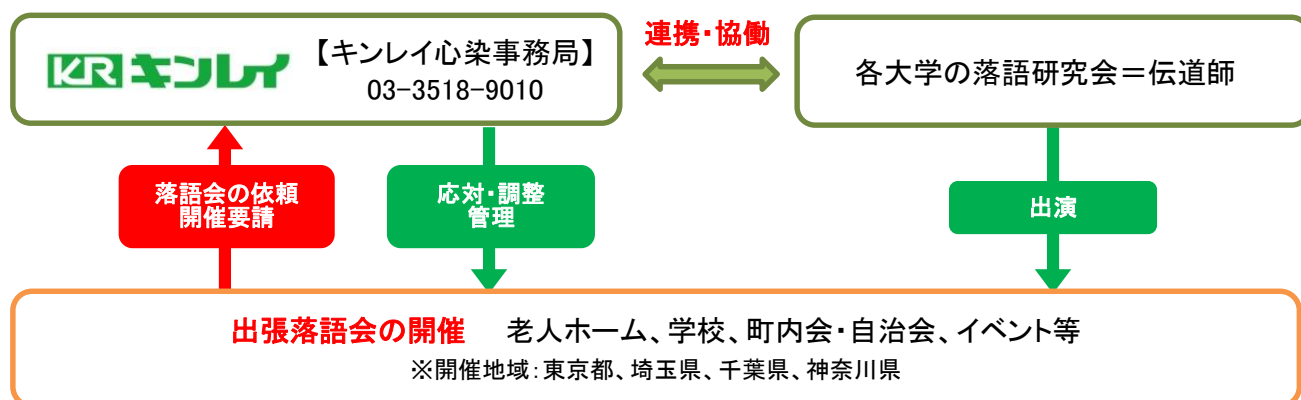 連携・協働
KR キンレイ
【キンレイ心染事務局】
03-3518-9010
各大学の落語研究会＝伝道師
落語会の依頼
開催要請
応対・調整
管理
出演
出張落語会の開催　老人ホーム、学校、町内会・自治会、イベント等
※開催地域：東京都、埼玉県、千葉県、神奈川県